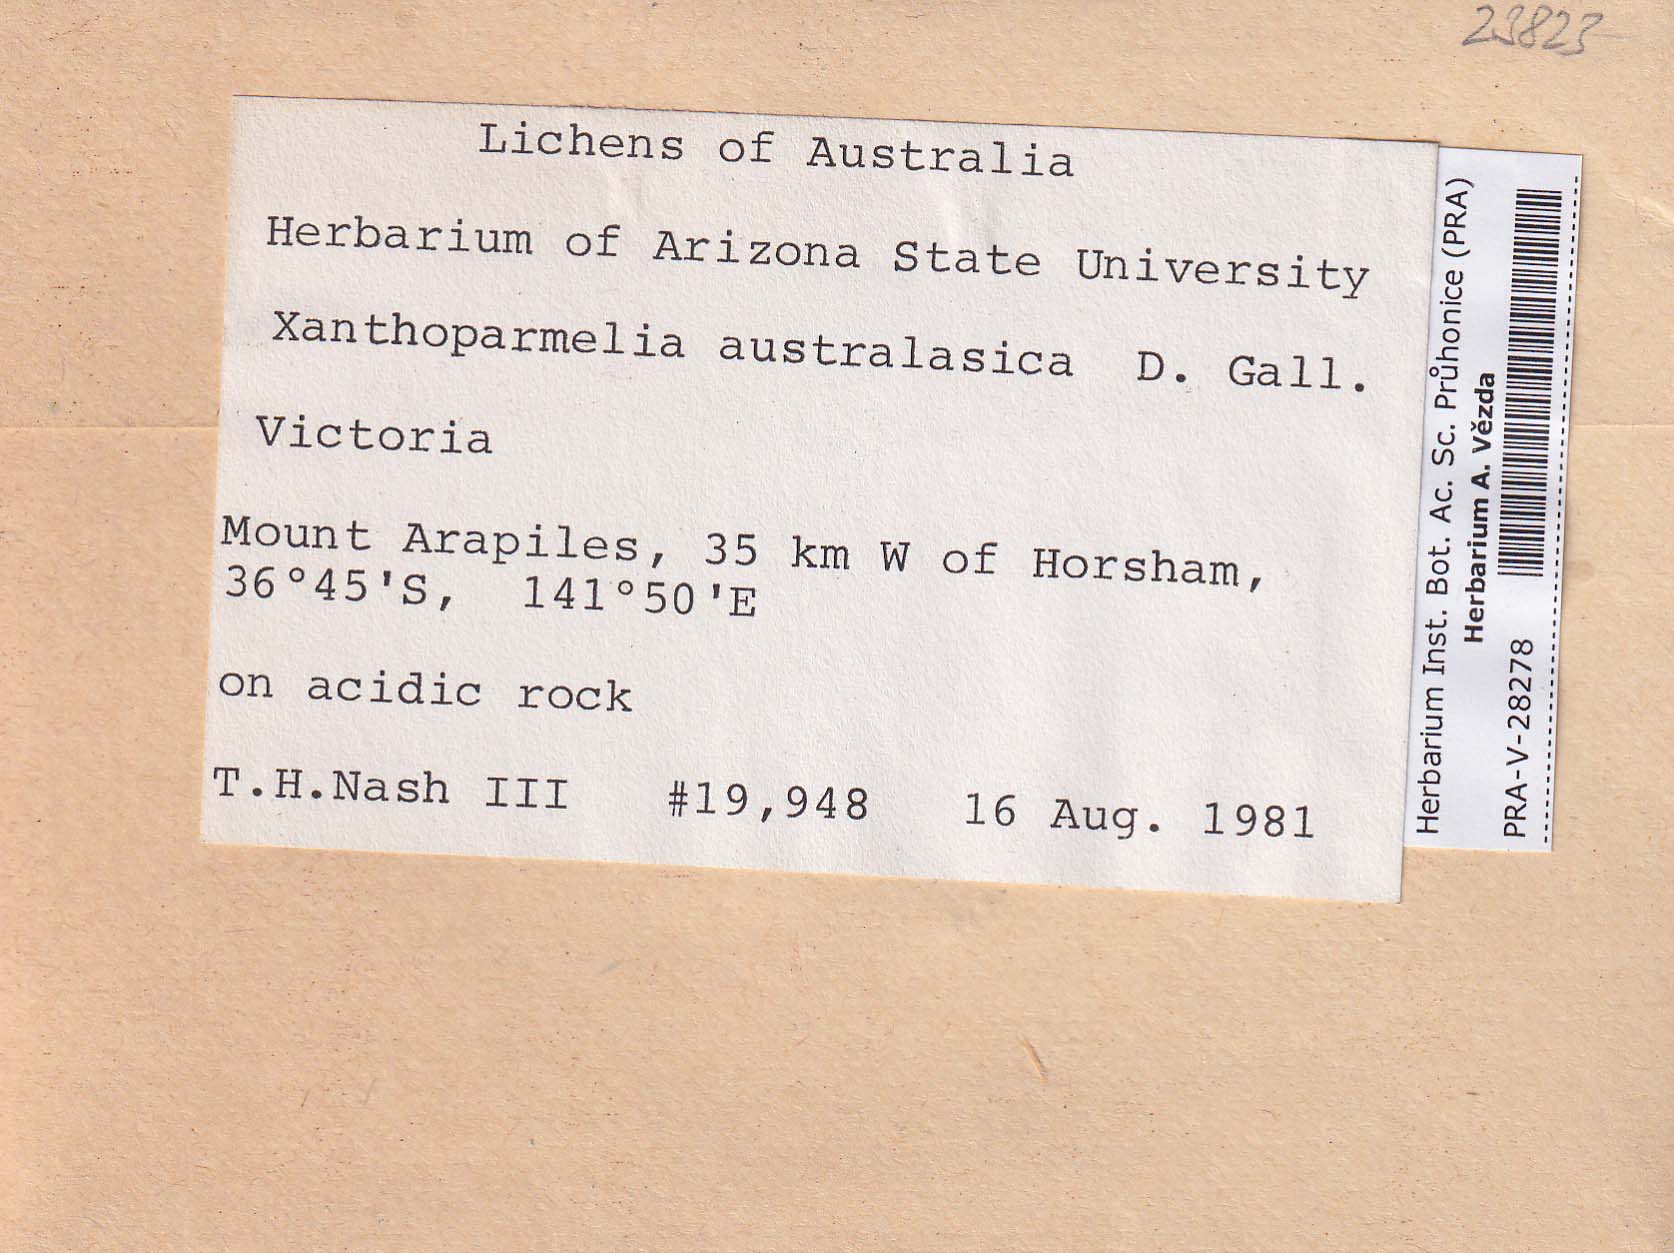 23823
Lichens of Australia
Herbarium of Arizona State University
Xanthoparmelia australasica D. Gall.
Victoria
Mount Arapiles, 35 km W of Horsham,
36°45'S, 141°50'E
on acidic rock
T.H.Nash III #19,948 16 Aug. 1981
Herbarium Inst. Bot. Ac. Sc. Průhonice (PRA)
Herbarium A. Vězda
PRA-V-28278